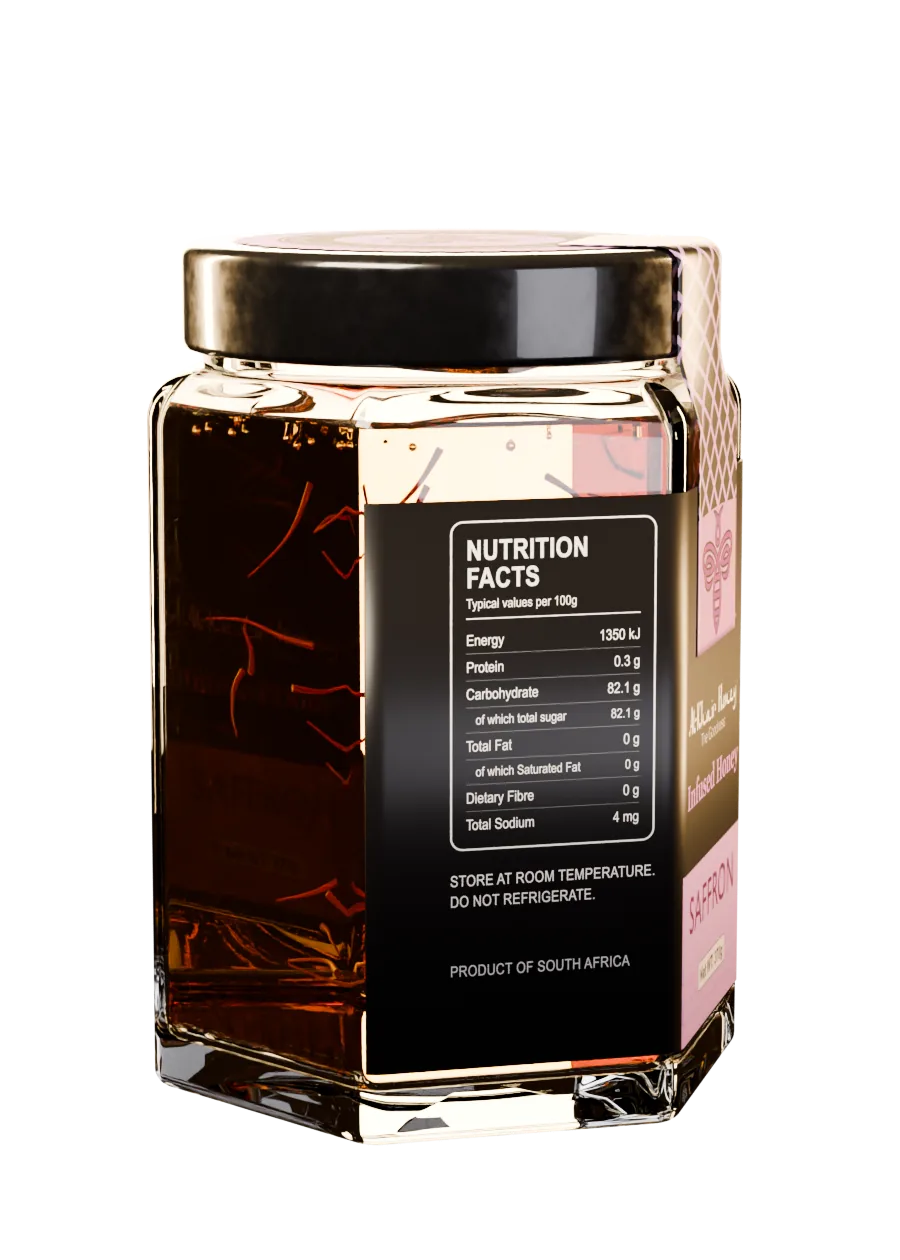 NUTRITION
FACTS
Typical values per 100g
Energy 1350 kJ
Protein 0.3 g
Carbohydrate 82.1 g
of which total sugar 82.1 g
Total Fat 0 g
of which Saturated Fat 0 g
Dietary Fibre 0 g
Total Sodium 4 mg
STORE AT ROOM TEMPERATURE.
DO NOT REFRIGERATE.
PRODUCT OF SOUTH AFRICA
Infused Honey
SAFFRON